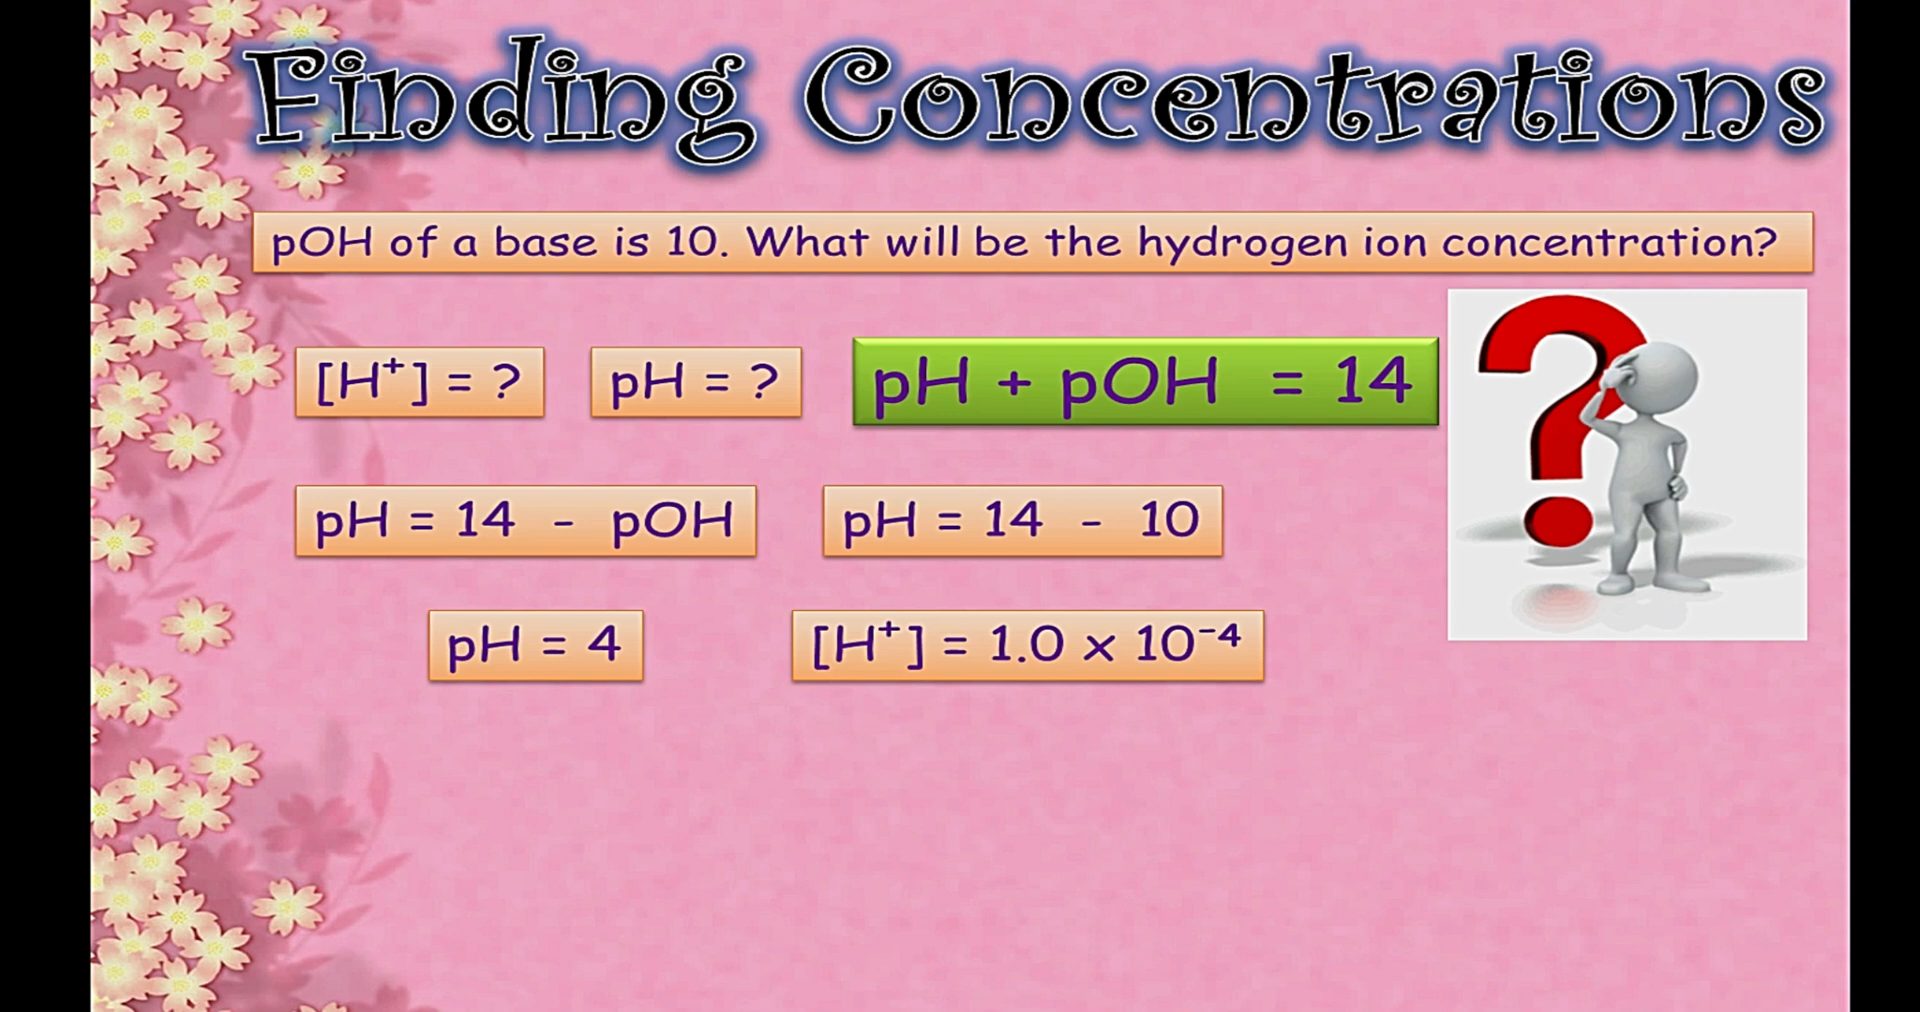 Finding Concentrations
pOH of a base is 10. What will be the hydrogen ion concentration?
[H⁺] = ? pH = ? pH + pOH = 14
pH = 14 - pOH pH = 14 - 10
pH = 4 [H⁺] = 1.0 x 10⁻⁴